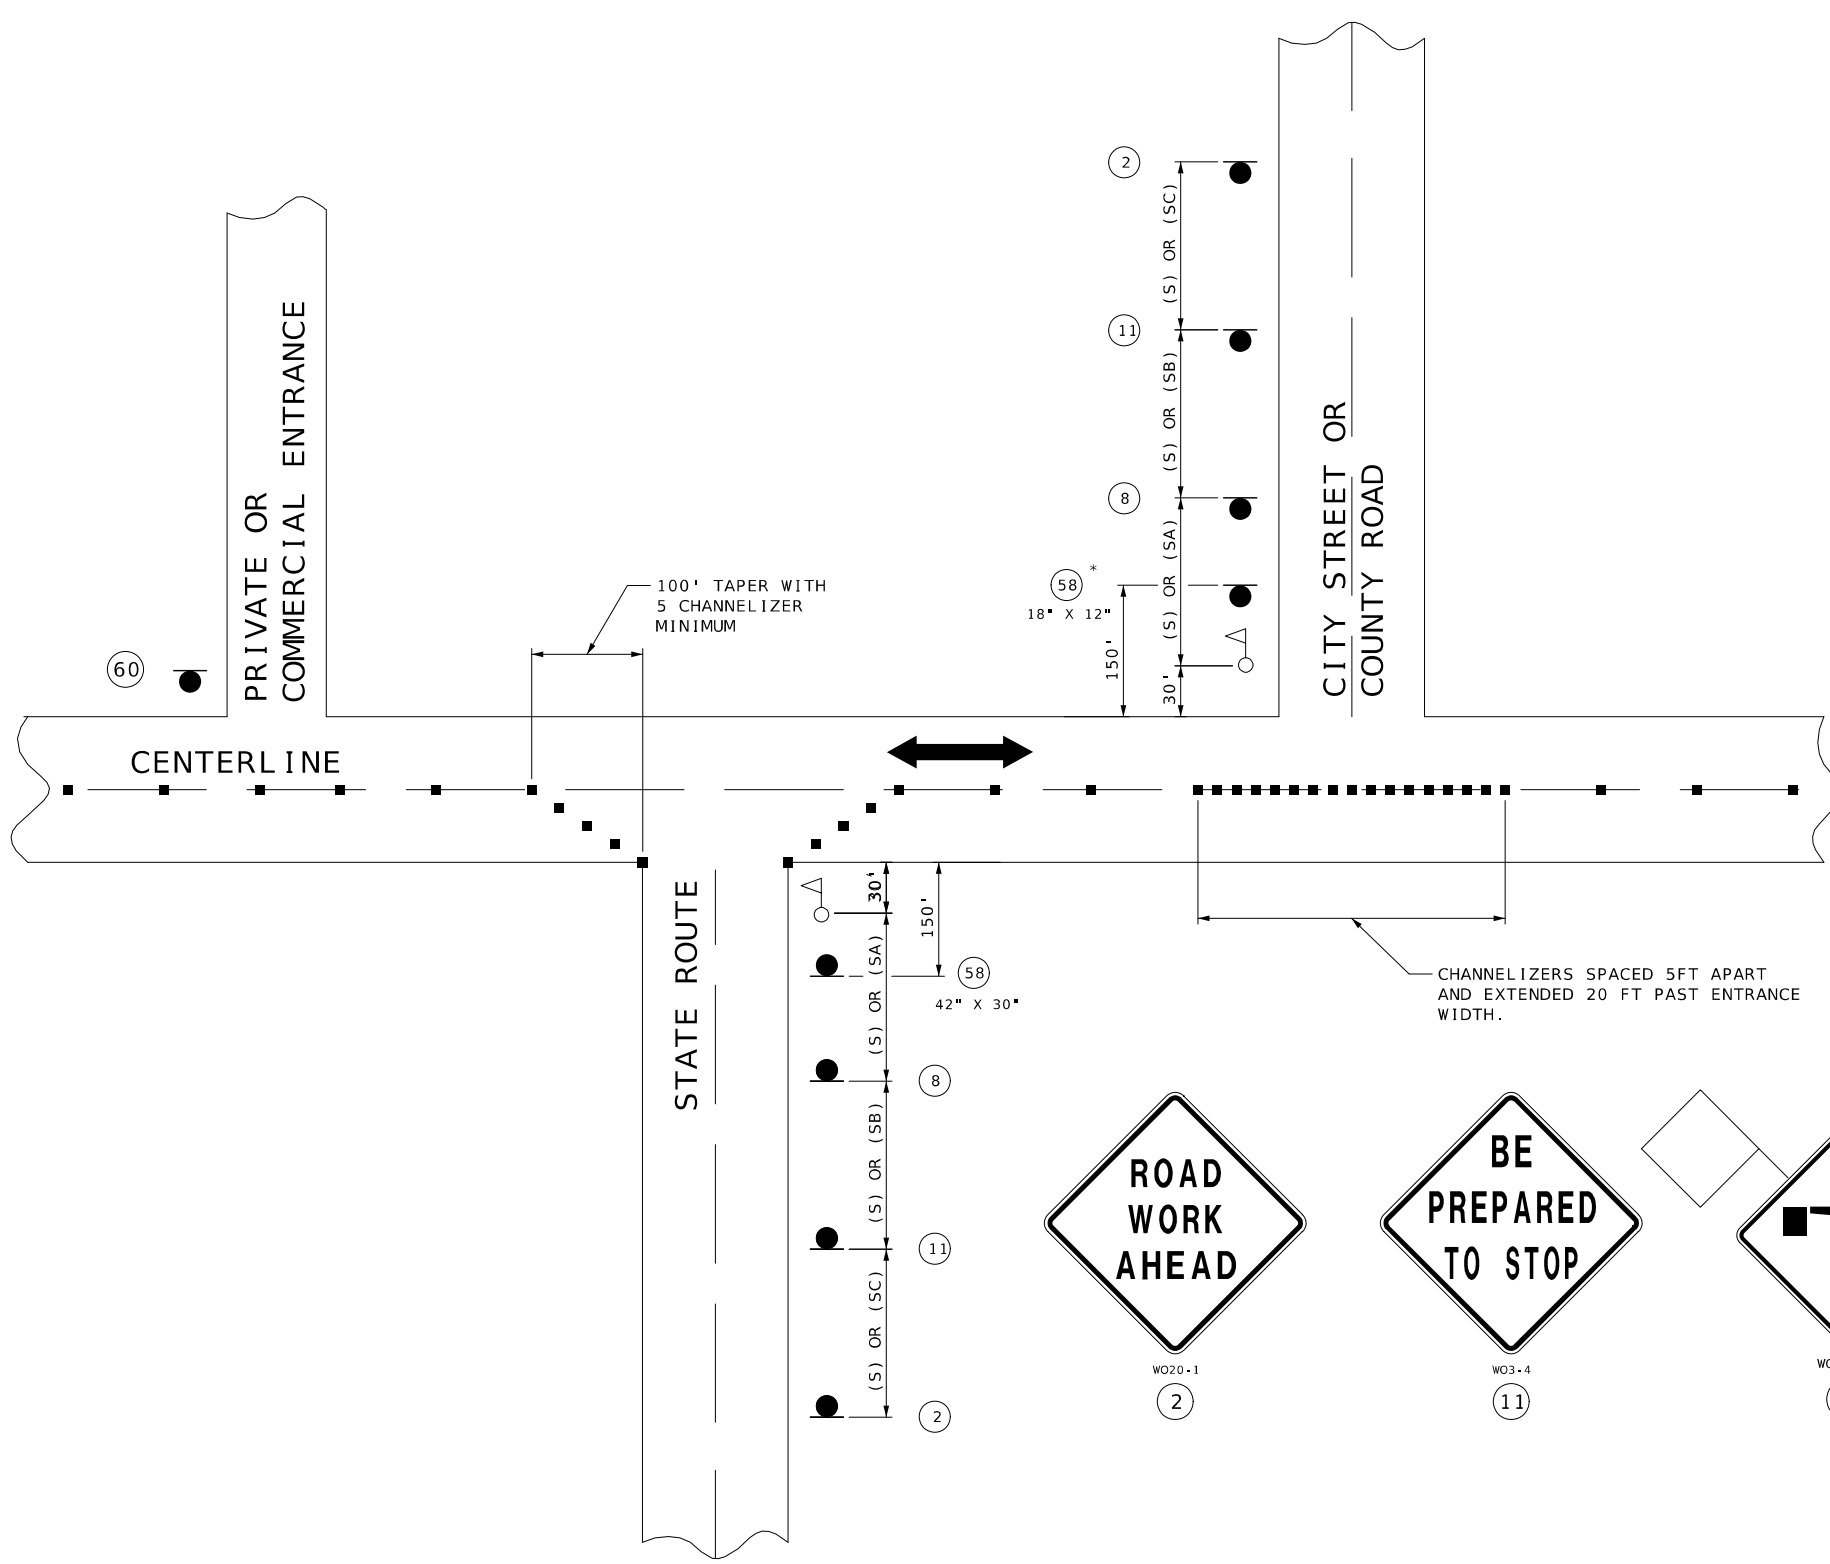 2
(S) OR (SC)
11
(S) OR (SB)
8
(S) OR (SA)
58 *
18" X 12"
150'
30'
CITY STREET OR
COUNTY ROAD
PRIVATE OR
COMMERCIAL ENTRANCE
100' TAPER WITH
5 CHANNELIZER
MINIMUM
60
CENTERLINE
STATE ROUTE
30'
150'
(S) OR (SA)
58
42" X 30"
8
(S) OR (SB)
11
(S) OR (SC)
2
CHANNELIZERS SPACED 5FT APART
AND EXTENDED 20 FT PAST ENTRANCE
WIDTH.
ROAD
WORK
AHEAD
WO20-1
2
BE
PREPARED
TO STOP
WO3-4
11